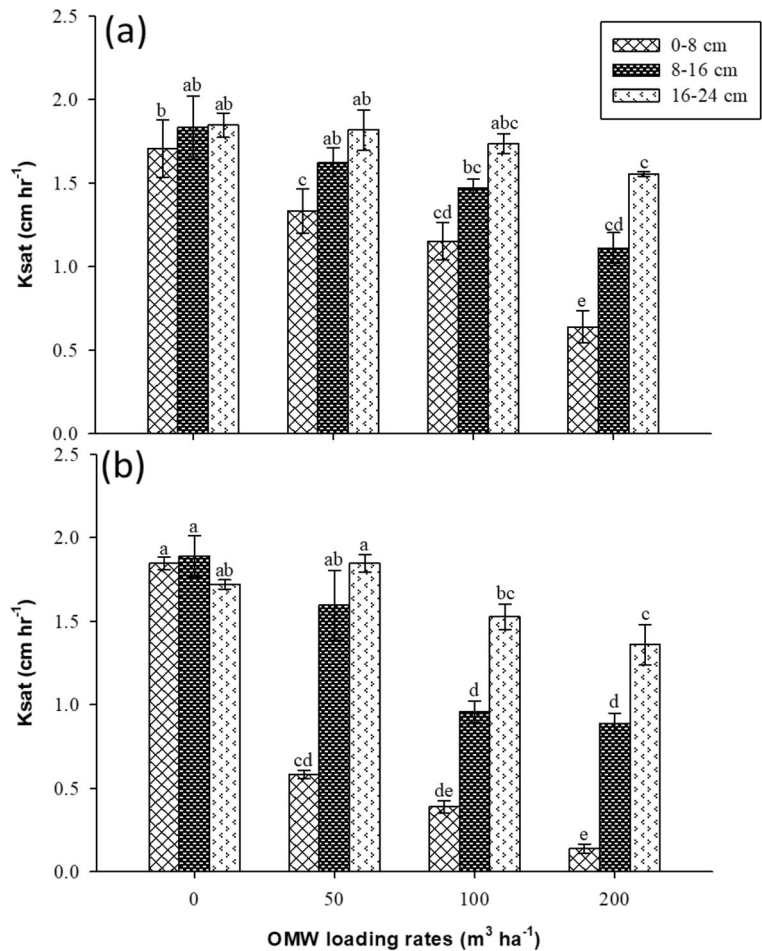 (a)
0-8 cm
8-16 cm
16-24 cm
Ksat (cm hr⁻¹)
2.5
2.0
1.5
1.0
0.5
0.0
b ab ab
c ab ab
cd bc abc
e cd c
(b)
Ksat (cm hr⁻¹)
2.5
2.0
1.5
1.0
0.5
0.0
a a ab
cd ab a
de d bc
e d c
0 50 100 200
OMW loading rates (m³ ha⁻¹)